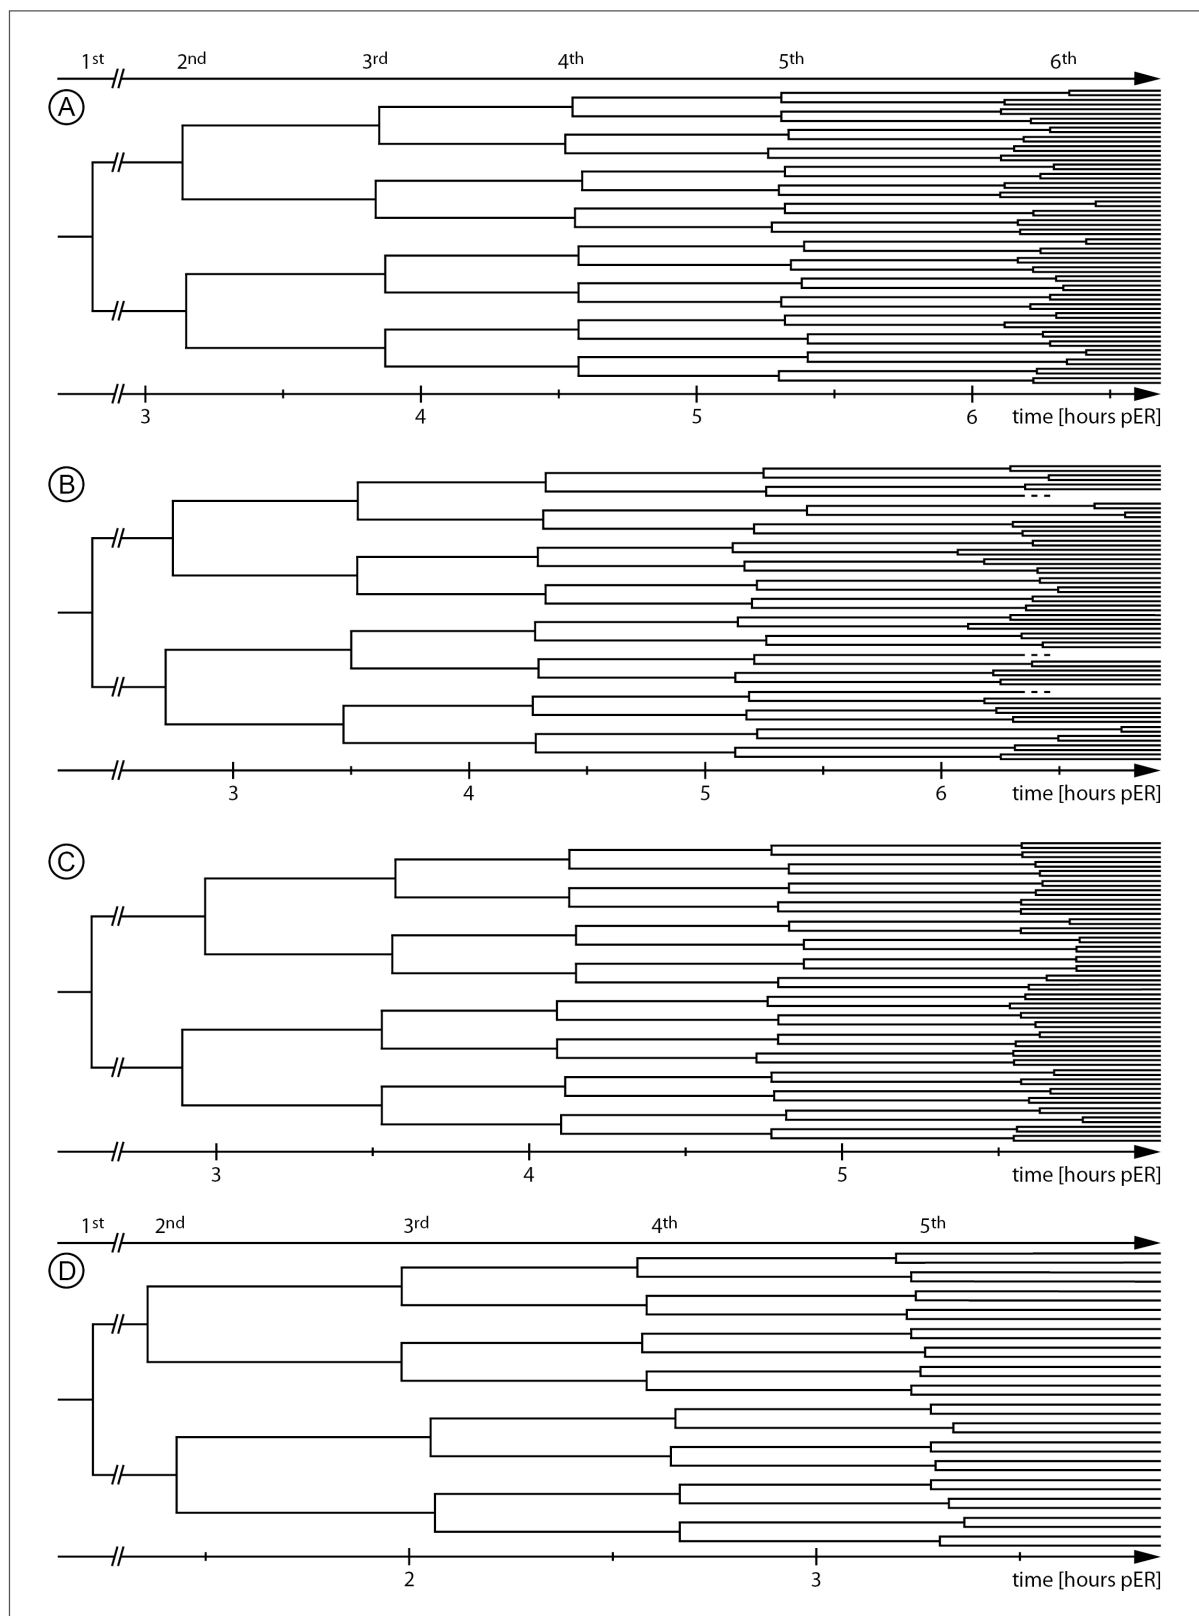 1st 2nd 3rd 4th 5th 6th
A
3 4 5 6 time [hours pER]
B
3 4 5 6 time [hours pER]
C
3 4 5 time [hours pER]
1st 2nd 3rd 4th 5th
D
2 3 time [hours pER]